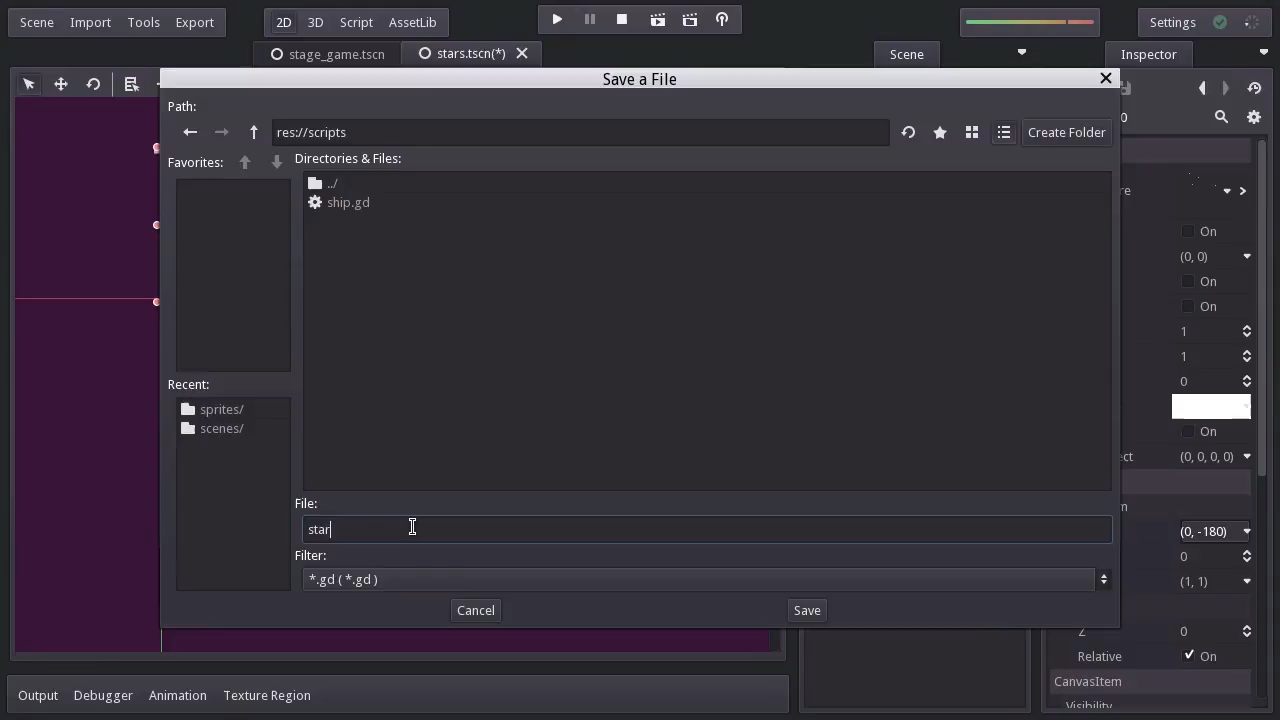 Scene Import Tools Export 2D 3D Script AssetLib Settings
stage_game.tscn stars.tscn(*) Scene Inspector
Save a File
Path:
res://scripts Create Folder
Favorites: Directories & Files:
../
ship.gd
On
(0, 0)
On
On
1
1
0
Recent:
sprites/
scenes/
On
(0, 0, 0, 0)
File:
star
(0, -180)
Filter:
0
*.gd ( *.gd ) (1, 1)
Cancel Save
Z 0
Relative On
CanvasItem
Output Debugger Animation Texture Region
Visibility